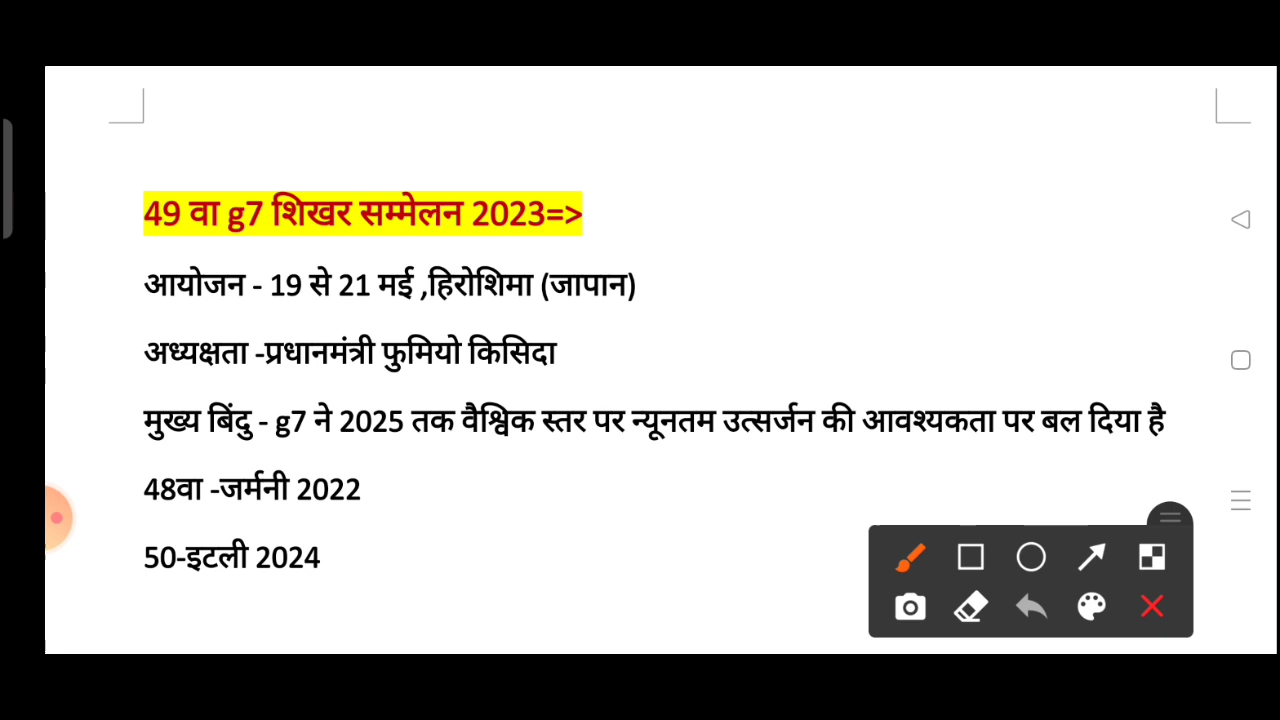 49 वा g7 शिखर सम्मेलन 2023=>
आयोजन - 19 से 21 मई ,हिरोशिमा (जापान)
अध्यक्षता -प्रधानमंत्री फुमियो किसिदा
मुख्य बिंदु - g7 ने 2025 तक वैश्विक स्तर पर न्यूनतम उत्सर्जन की आवश्यकता पर बल दिया है
48वा -जर्मनी 2022
50-इटली 2024